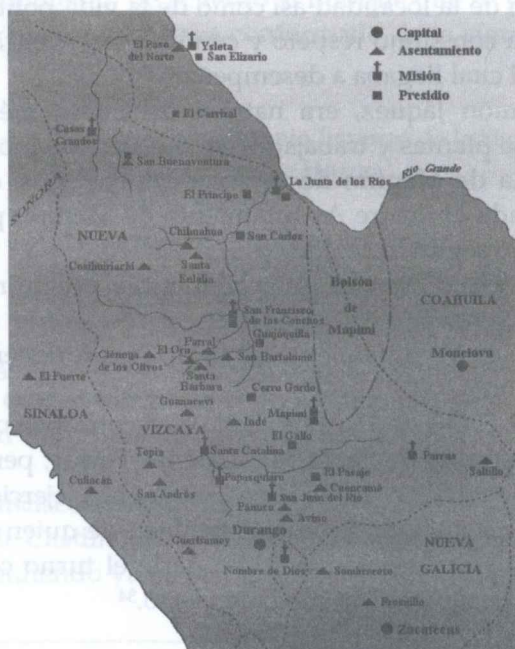 Capital
Asentamiento
Misión
Presidio
El Paso
del Norte
Ysleta
San Elizario
El Carrizal
Casas
Grandes
San Buenaventura
SONORA
El Príncipe
La Junta de los Ríos
Río Grande
NUEVA
Chihuahua
San Carlos
Cusihuiriachi
Santa
Eulalia
Bolsón
de
Mapimí
COAHUILA
San Francisco
de los Conchos
Guajoquilla
Parral
El Oro
Ciénega
de los Olivos
San Bartolomé
Monclova
Santa
Barbara
El Fuerte
Cerro Gordo
SINALOA
Guanaceví
Indé
Mapimí
VIZCAYA
El Gallo
Tepia
Santa Catalina
Parras
Saltillo
Culiacán
Papasquiaro
El Pasaje
Cuencamé
San Andrés
San Juan del Río
Pánuco
Avino
Durango
NUEVA
GALICIA
Nombre de Dios
Sombrerete
Fresnillo
Zacatecas